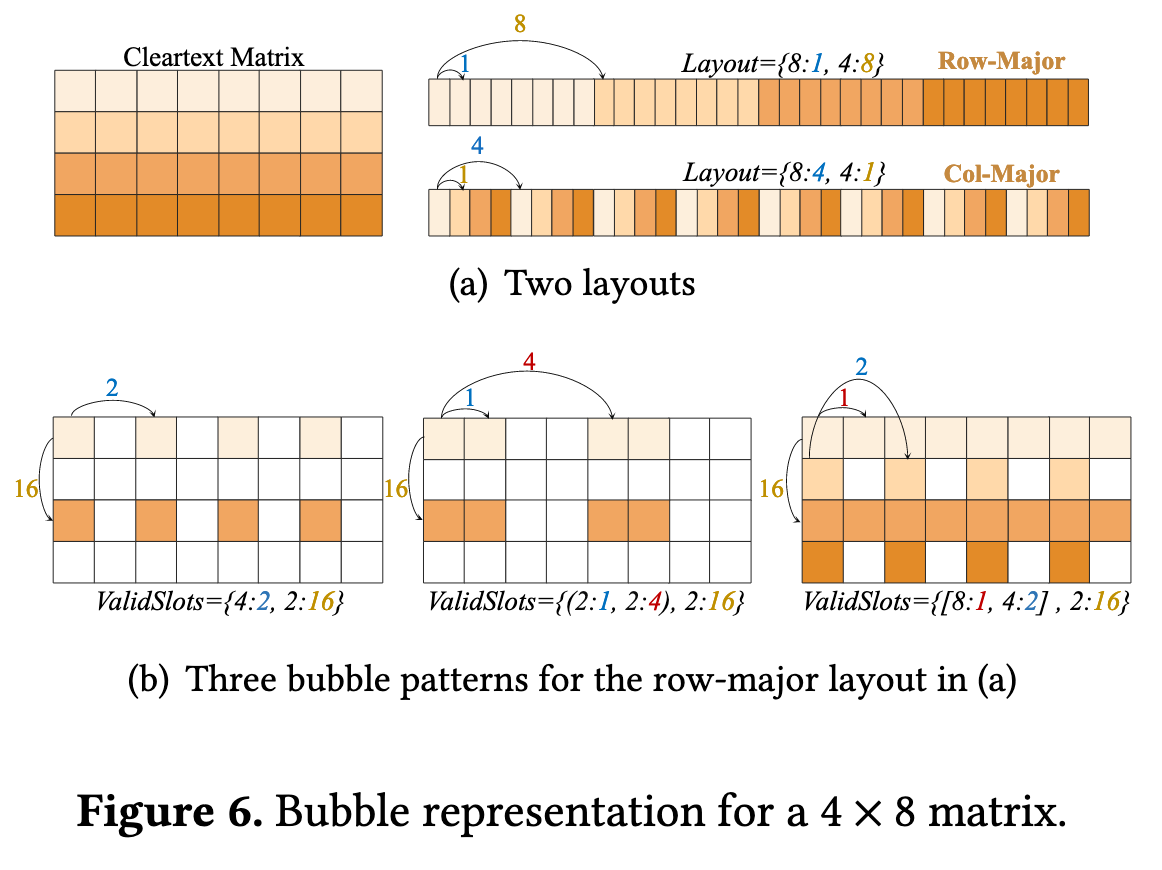 8
Cleartext Matrix
1
Layout={8:1, 4:8}
Row-Major
4
1
Layout={8:4, 4:1}
Col-Major
(a) Two layouts
2
16
ValidSlots={4:2, 2:16}
4
1
16
ValidSlots={(2:1, 2:4), 2:16}
2
1
16
ValidSlots={[8:1, 4:2] , 2:16}
(b) Three bubble patterns for the row-major layout in (a)
Figure 6. Bubble representation for a 4 × 8 matrix.